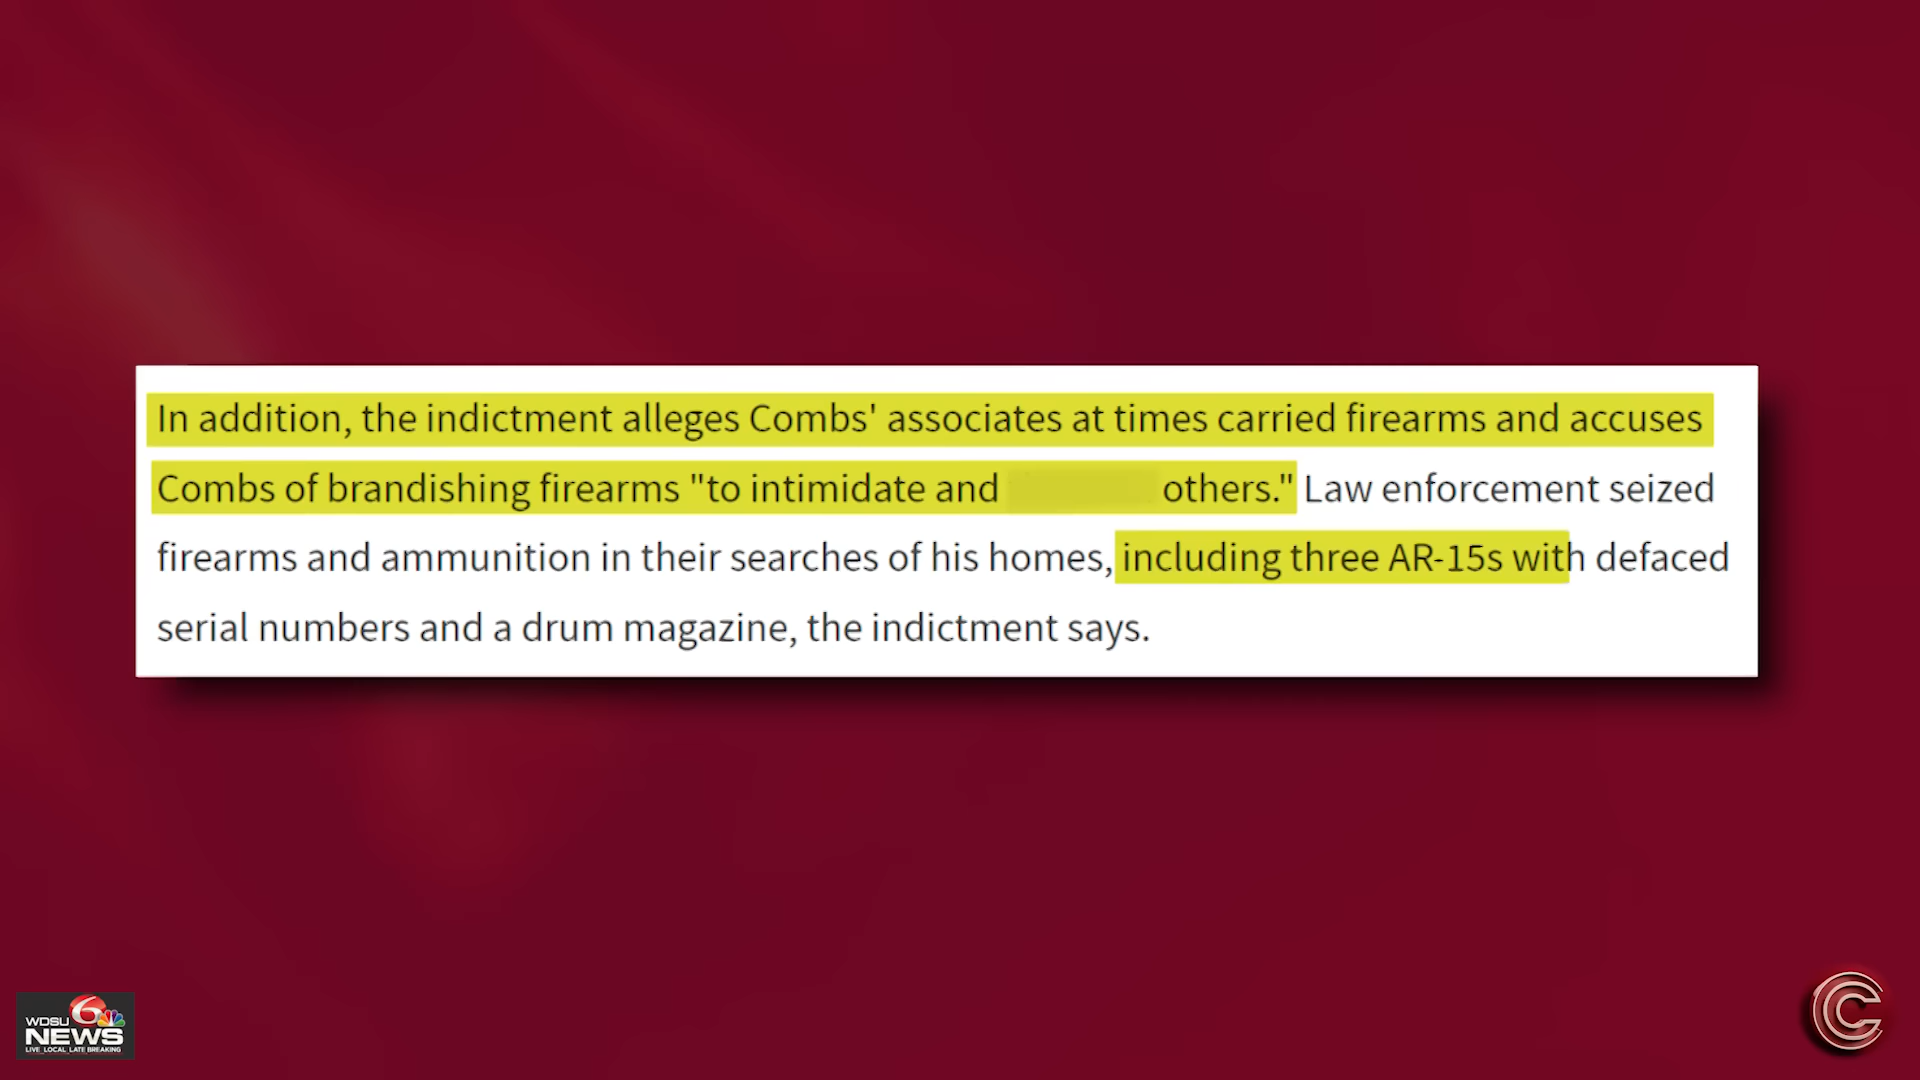 In addition, the indictment alleges Combs' associates at times carried firearms and accuses
Combs of brandishing firearms "to intimidate and others." Law enforcement seized
firearms and ammunition in their searches of his homes, including three AR-15s with defaced
serial numbers and a drum magazine, the indictment says.
WDSU 6
NEWS
LIVE LOCAL LATE BREAKING
C